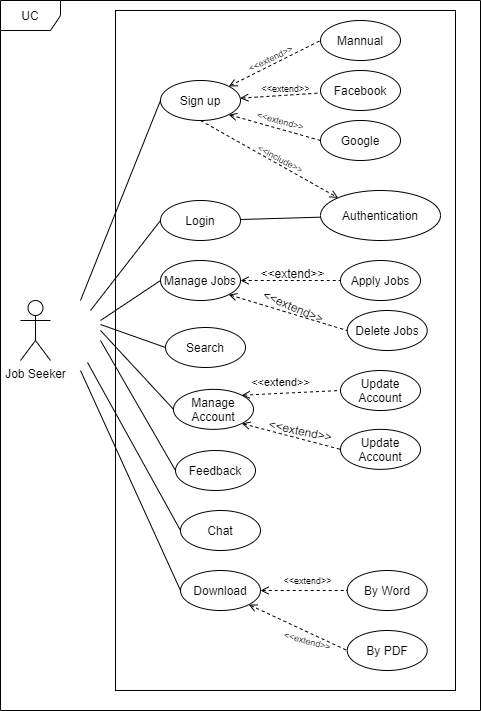 UC
Mannual
<<extend>>
Sign up
<<extend>>
Facebook
<<extend>>
Google
<<include>>
Login
Authentication
Manage Jobs
<<extend>>
Apply Jobs
<<extend>>
Delete Jobs
Search
Job Seeker
Manage
Account
<<extend>>
Update
Account
<<extend>>
Update
Account
Feedback
Chat
Download
<<extend>>
By Word
<<extend>>
By PDF